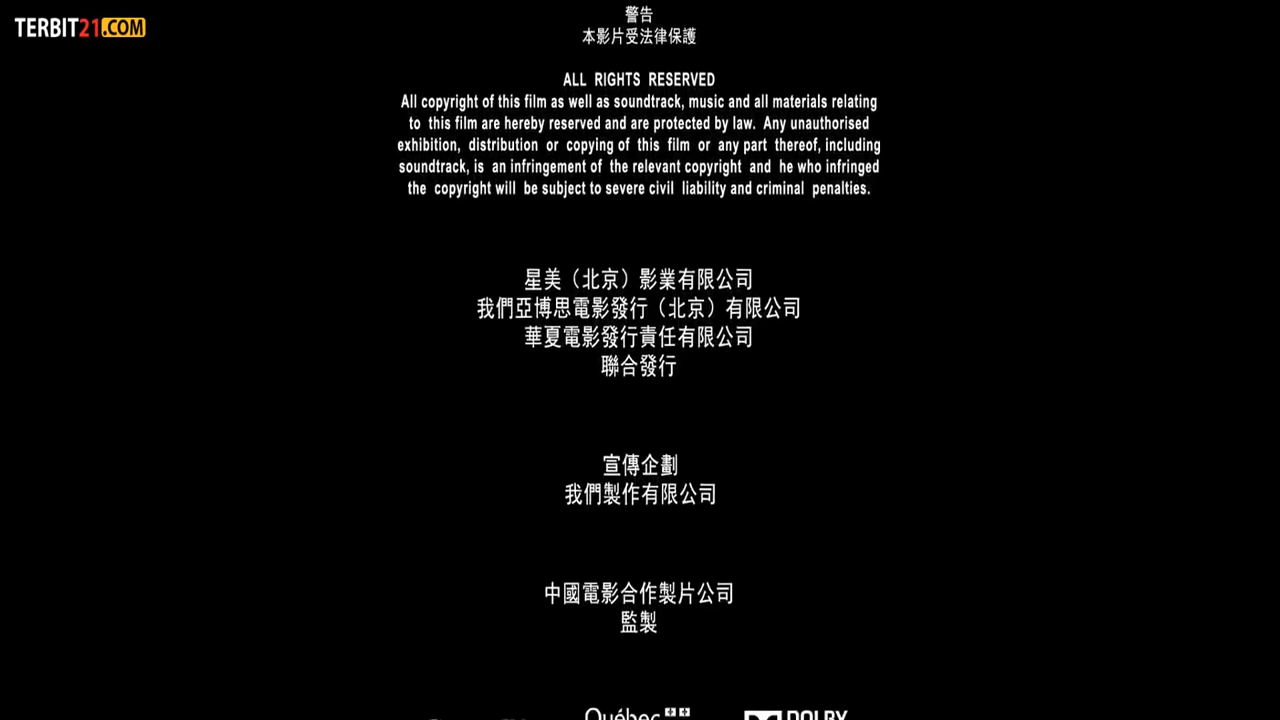 TERBIT21.COM
警告
本影片受法律保護
ALL RIGHTS RESERVED
All copyright of this film as well as soundtrack, music and all materials relating
to this film are hereby reserved and are protected by law. Any unauthorised
exhibition, distribution or copying of this film or any part thereof, including
soundtrack, is an infringement of the relevant copyright and he who infringed
the copyright will be subject to severe civil liability and criminal penalties.
星美（北京）影業有限公司
我們亞博思電影發行（北京）有限公司
華夏電影發行責任有限公司
聯合發行
宣傳企劃
我們製作有限公司
中國電影合作製片公司
監製
Québec
DOLBY